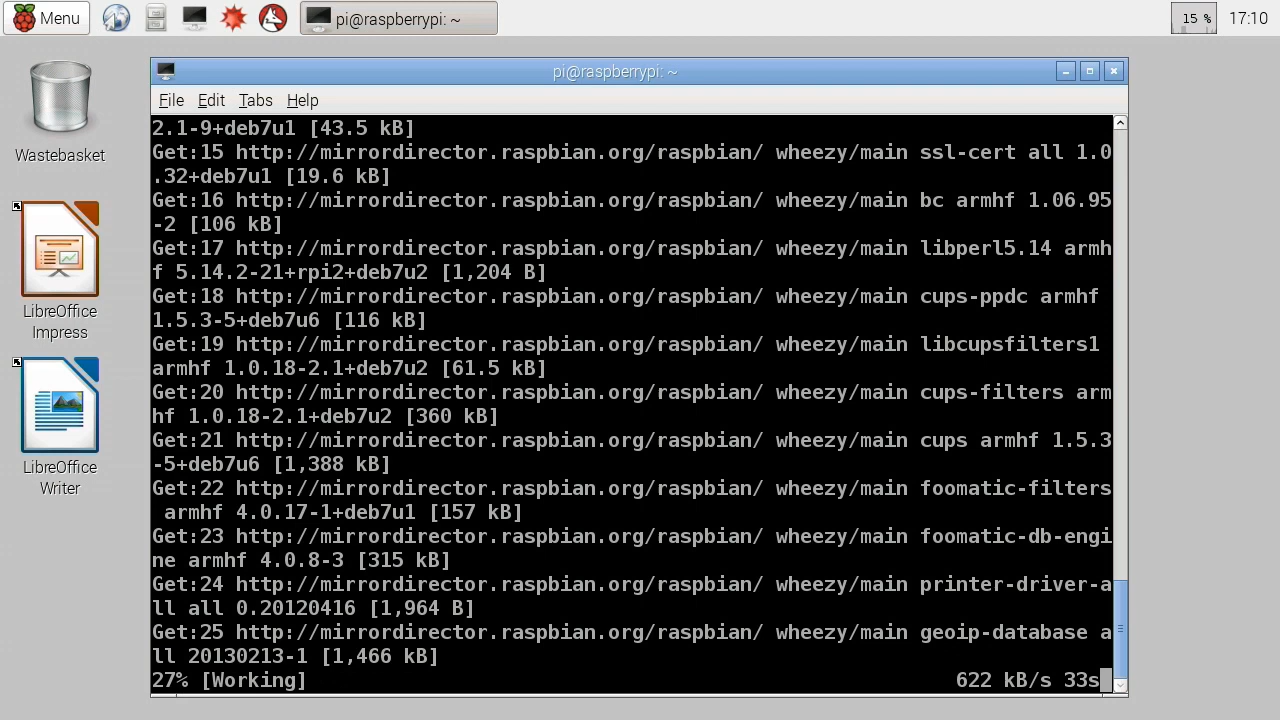 Menu
pi@raspberrypi: ~
15 %
17:10
Wastebasket
LibreOffice
Impress
LibreOffice
Writer
pi@raspberrypi: ~
File Edit Tabs Help
2.1-9+deb7u1 [43.5 kB]
Get:15 http://mirrordirector.raspbian.org/raspbian/ wheezy/main ssl-cert all 1.0
.32+deb7u1 [19.6 kB]
Get:16 http://mirrordirector.raspbian.org/raspbian/ wheezy/main bc armhf 1.06.95
-2 [106 kB]
Get:17 http://mirrordirector.raspbian.org/raspbian/ wheezy/main libperl5.14 armh
f 5.14.2-21+rpi2+deb7u2 [1,204 B]
Get:18 http://mirrordirector.raspbian.org/raspbian/ wheezy/main cups-ppdc armhf
1.5.3-5+deb7u6 [116 kB]
Get:19 http://mirrordirector.raspbian.org/raspbian/ wheezy/main libcupsfilters1
armhf 1.0.18-2.1+deb7u2 [61.5 kB]
Get:20 http://mirrordirector.raspbian.org/raspbian/ wheezy/main cups-filters arm
hf 1.0.18-2.1+deb7u2 [360 kB]
Get:21 http://mirrordirector.raspbian.org/raspbian/ wheezy/main cups armhf 1.5.3
-5+deb7u6 [1,388 kB]
Get:22 http://mirrordirector.raspbian.org/raspbian/ wheezy/main foomatic-filters
 armhf 4.0.17-1+deb7u1 [157 kB]
Get:23 http://mirrordirector.raspbian.org/raspbian/ wheezy/main foomatic-db-engi
ne armhf 4.0.8-3 [315 kB]
Get:24 http://mirrordirector.raspbian.org/raspbian/ wheezy/main printer-driver-a
ll all 0.20120416 [1,964 B]
Get:25 http://mirrordirector.raspbian.org/raspbian/ wheezy/main geoip-database a
ll 20130213-1 [1,466 kB]
27% [Working] 622 kB/s 33s